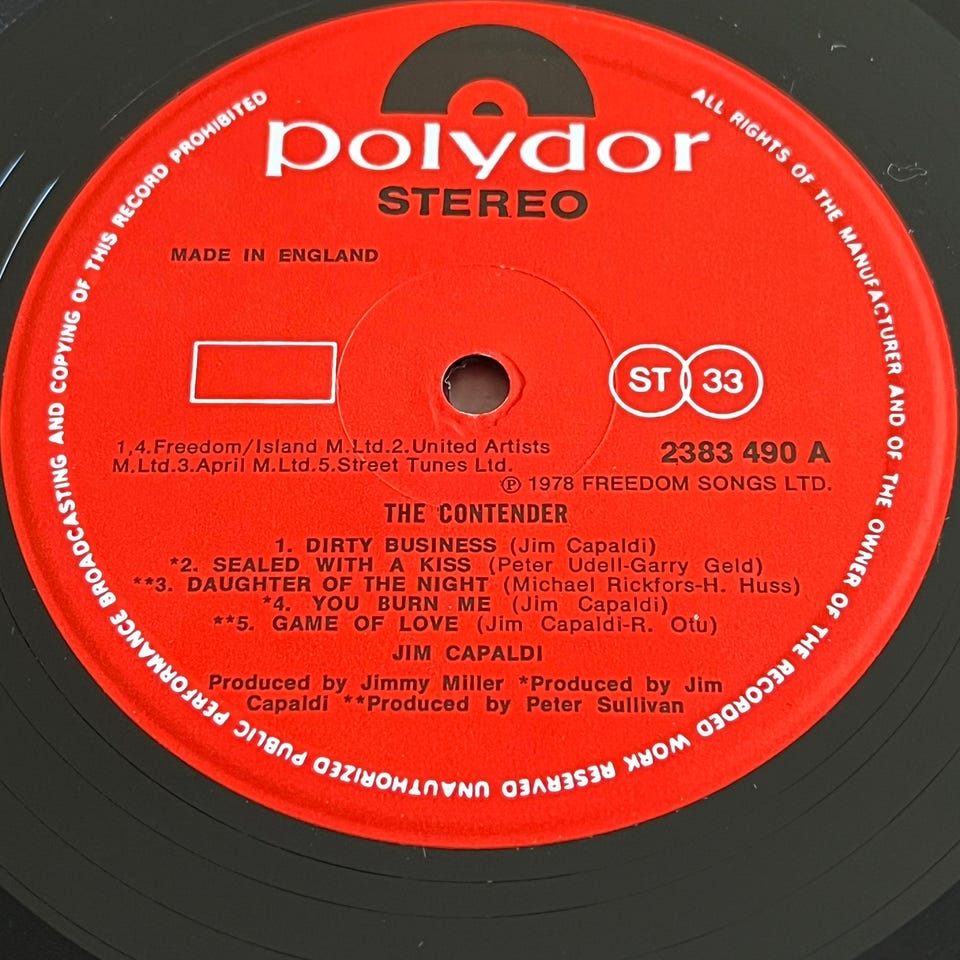 polydor
STEREO
MADE IN ENGLAND
ST 33
1,4.Freedom/Island M.Ltd.2.United Artists
M.Ltd.3.April M.Ltd.5.Street Tunes Ltd.
2383 490 A
℗ 1978 FREEDOM SONGS LTD.
THE CONTENDER
1. DIRTY BUSINESS (Jim Capaldi)
*2. SEALED WITH A KISS (Peter Udell-Garry Geld)
**3. DAUGHTER OF THE NIGHT (Michael Rickfors-H. Huss)
*4. YOU BURN ME (Jim Capaldi)
**5. GAME OF LOVE (Jim Capaldi-R. Otu)
JIM CAPALDI
Produced by Jimmy Miller *Produced by Jim
Capaldi **Produced by Peter Sullivan
ALL RIGHTS OF THE MANUFACTURER AND OF THE OWNER OF THE RECORDED WORK RESERVED UNAUTHORIZED PUBLIC PERFORMANCE BROADCASTING AND COPYING OF THIS RECORD PROHIBITED